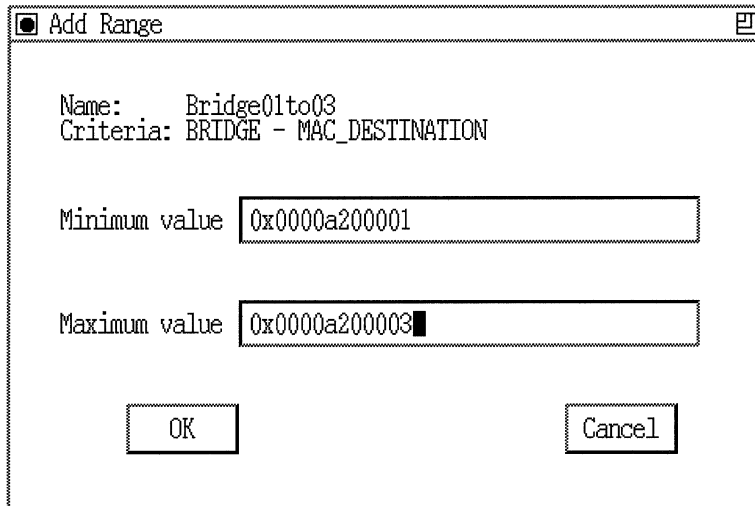 Add Range
Name: Bridge01to03
Criteria: BRIDGE - MAC_DESTINATION
Minimum value 0x0000a200001
Maximum value 0x0000a200003
OK Cancel